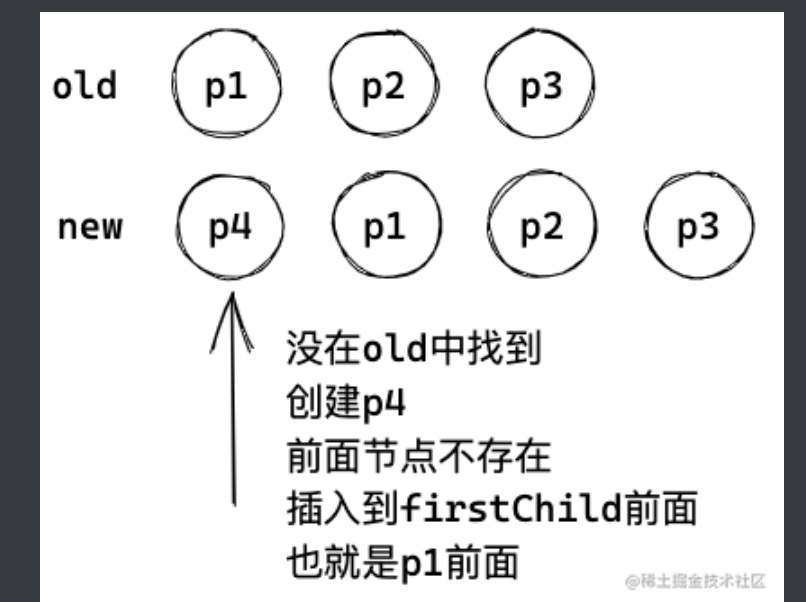 old p1 p2 p3
new p4 p1 p2 p3
没在old中找到
创建p4
前面节点不存在
插入到firstChild前面
也就是p1前面
@稀土掘金技术社区